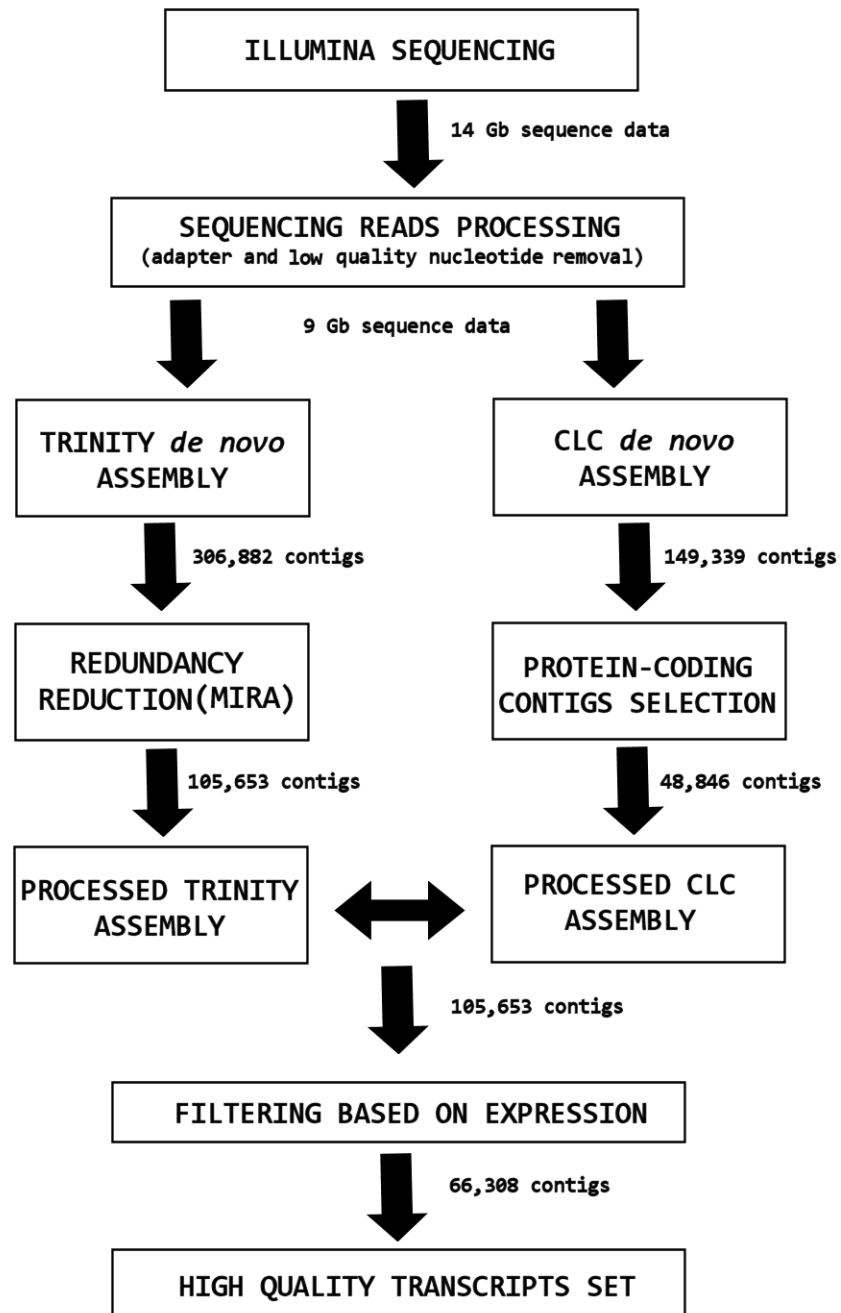 ILLUMINA SEQUENCING
14 Gb sequence data
SEQUENCING READS PROCESSING
(adapter and low quality nucleotide removal)
9 Gb sequence data
TRINITY de novo
ASSEMBLY
CLC de novo
ASSEMBLY
306,882 contigs
149,339 contigs
REDUNDANCY
REDUCTION(MIRA)
PROTEIN-CODING
CONTIGS SELECTION
105,653 contigs
48,846 contigs
PROCESSED TRINITY
ASSEMBLY
PROCESSED CLC
ASSEMBLY
105,653 contigs
FILTERING BASED ON EXPRESSION
66,308 contigs
HIGH QUALITY TRANSCRIPTS SET